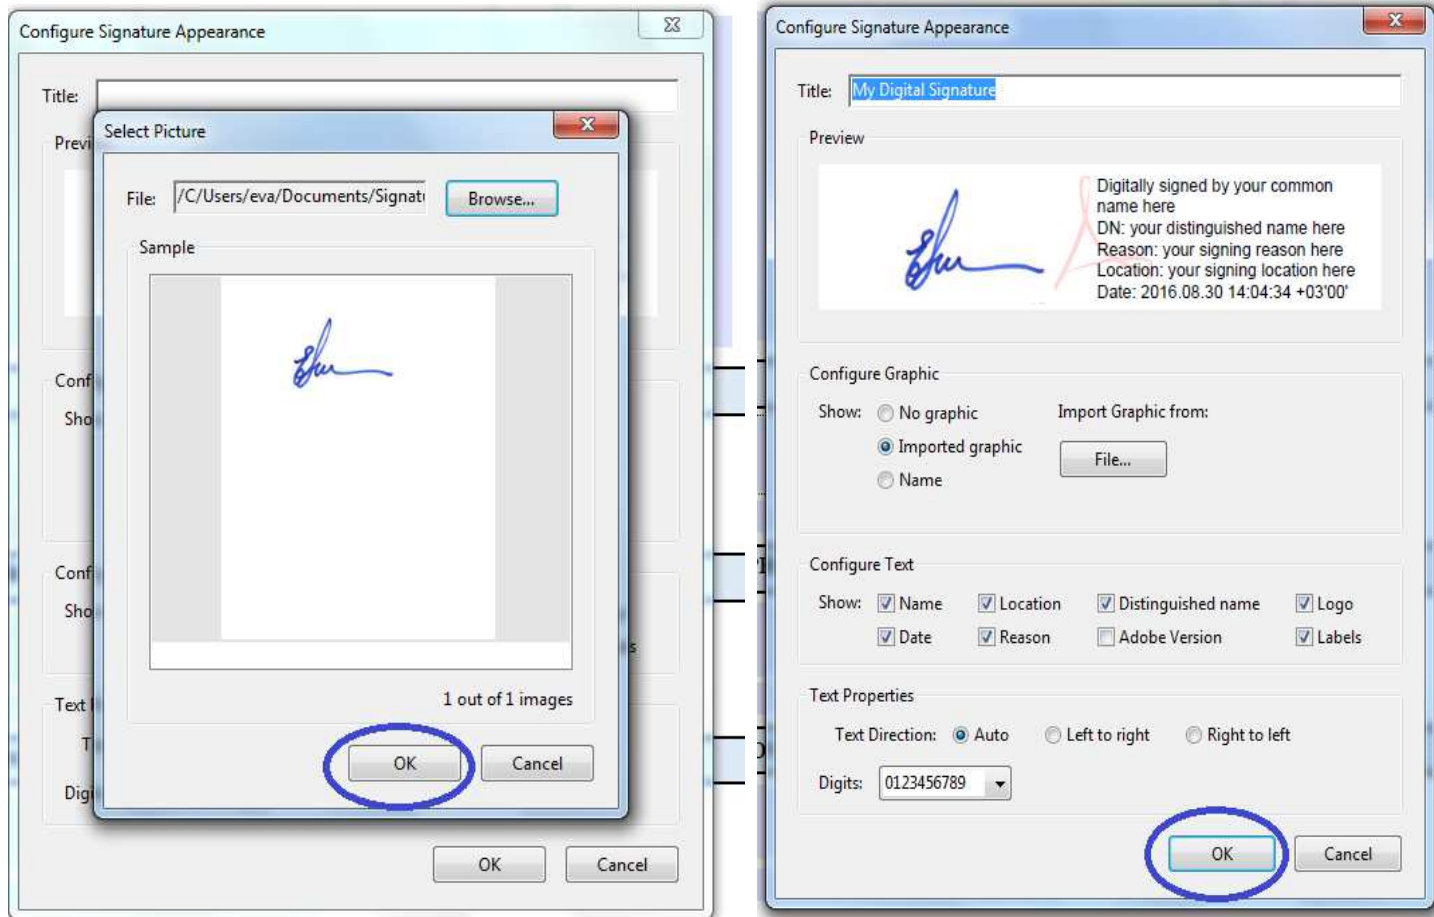 Configure Signature Appearance
Title:
Previ
Select Picture
File: /C/Users/eva/Documents/Signat
Browse...
Sample
Conf
Sho
Conf
Sho
s
1 out of 1 images
Text
T
OK Cancel
Digi
OK Cancel
Configure Signature Appearance
Title: My Digital Signature
Preview
Digitally signed by your common
name here
DN: your distinguished name here
Reason: your signing reason here
Location: your signing location here
Date: 2016.08.30 14:04:34 +03'00'
Configure Graphic
Show: No graphic Import Graphic from:
Imported graphic File...
Name
Configure Text
Show: Name Location Distinguished name Logo
Date Reason Adobe Version Labels
Text Properties
Text Direction: Auto Left to right Right to left
Digits: 0123456789
OK Cancel